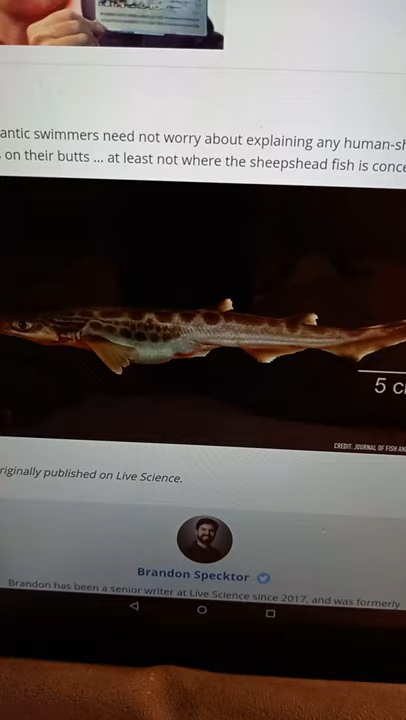 antic swimmers need not worry about explaining any human-sh
on their butts ... at least not where the sheepshead fish is conce
5 c
CREDIT: JOURNAL OF FISH AN
riginally published on Live Science.
Brandon Specktor
Brandon has been a senior writer at Live Science since 2017, and was formerly